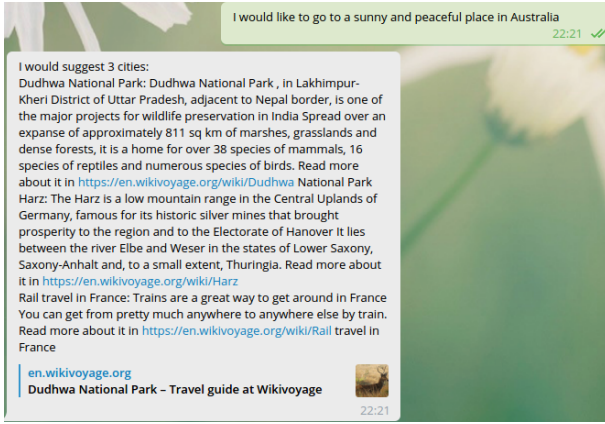 I would like to go to a sunny and peaceful place in Australia
22:21
I would suggest 3 cities:
Dudhwa National Park: Dudhwa National Park , in Lakhimpur-
Kheri District of Uttar Pradesh, adjacent to Nepal border, is one of
the major projects for wildlife preservation in India Spread over an
expanse of approximately 811 sq km of marshes, grasslands and
dense forests, it is a home for over 38 species of mammals, 16
species of reptiles and numerous species of birds. Read more
about it in https://en.wikivoyage.org/wiki/Dudhwa National Park
Harz: The Harz is a low mountain range in the Central Uplands of
Germany, famous for its historic silver mines that brought
prosperity to the region and to the Electorate of Hanover It lies
between the river Elbe and Weser in the states of Lower Saxony,
Saxony-Anhalt and, to a small extent, Thuringia. Read more about
it in https://en.wikivoyage.org/wiki/Harz
Rail travel in France: Trains are a great way to get around in France
You can get from pretty much anywhere to anywhere else by train.
Read more about it in https://en.wikivoyage.org/wiki/Rail travel in
France
en.wikivoyage.org
Dudhwa National Park – Travel guide at Wikivoyage
22:21